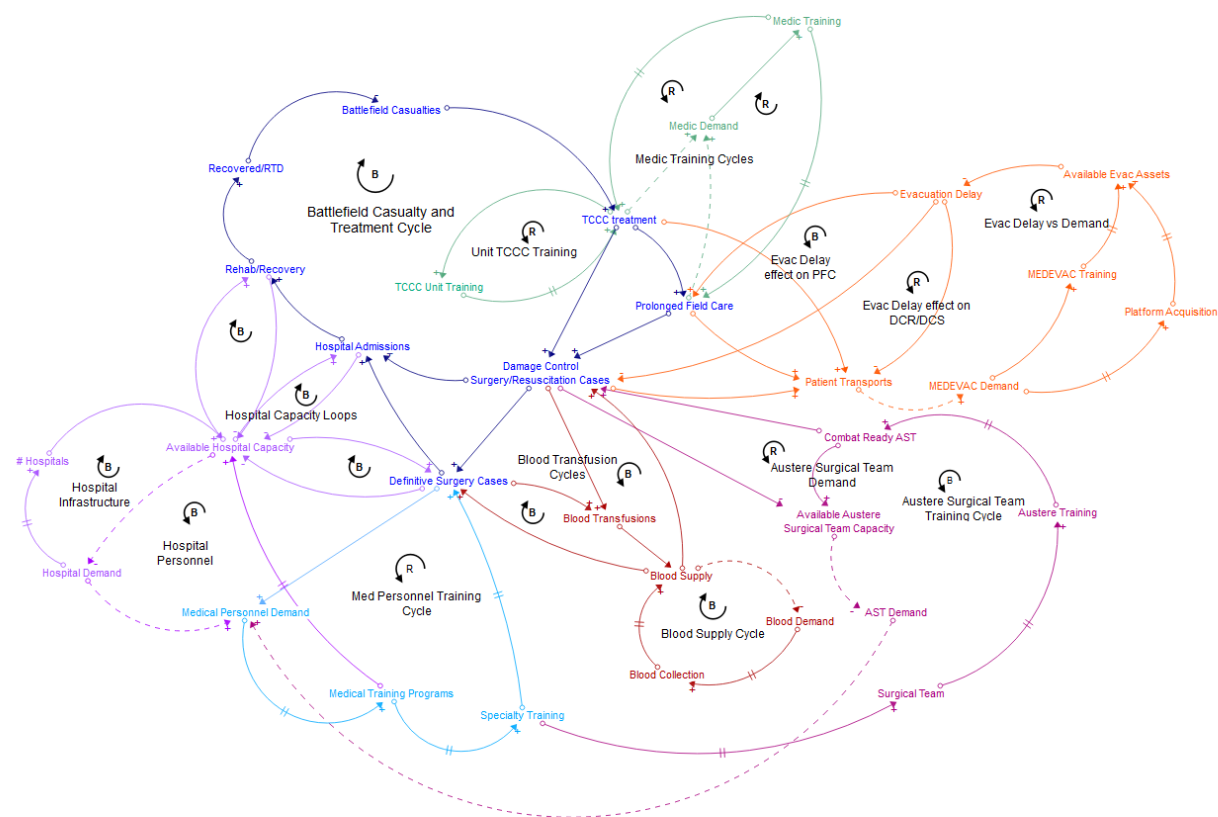 Medic Training
R
Battlefield Casualties
R
Medic Demand
Medic Training Cycles
Recovered/RTD
B
Available Evac Assets
Evacuation Delay
R
Evac Delay vs Demand
Battlefield Casualty and
Treatment Cycle
TCCC treatment
R
Unit TCCC Training
B
Evac Delay
effect on PFC
Rehab/Recovery
TCCC Unit Training
MEDEVAC Training
R
Evac Delay effect on
DCR/DCS
Prolonged Field Care
Platform Acquisition
B
Hospital Admissions
Damage Control
Surgery/Resuscitation Cases
Patient Transports
MEDEVAC Demand
B
Hospital Capacity Loops
Available Hospital Capacity
Combat Ready AST
# Hospitals
B
Hospital
Infrastructure
B
Blood Transfusion
Cycles
B
R
Austere Surgical Team
Demand
B
Austere Surgical Team
Training Cycle
Definitive Surgery Cases
B
Blood Transfusions
Available Austere
Surgical Team Capacity
Austere Training
B
Hospital
Personnel
Hospital Demand
R
Med Personnel Training
Cycle
Blood Supply
Medical Personnel Demand
B
Blood Supply Cycle
Blood Demand
AST Demand
Blood Collection
Medical Training Programs
Surgical Team
Specialty Training